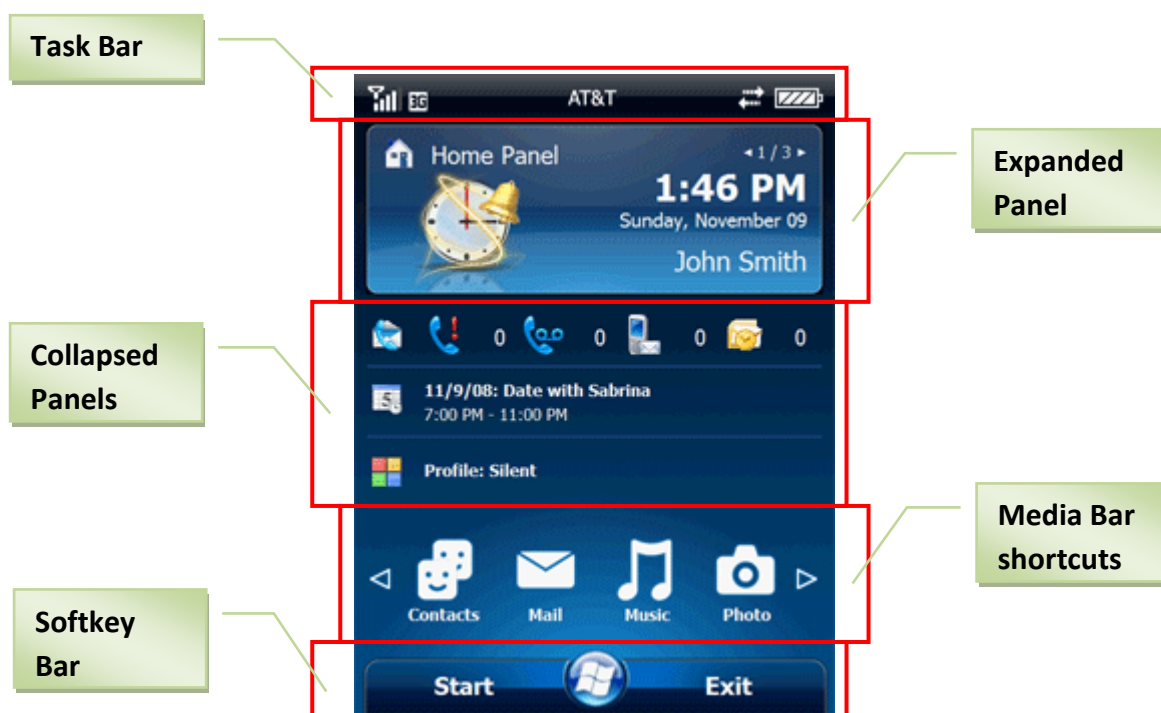 Task Bar
3G
AT&T
Home Panel
1/3
1:46 PM
Sunday, November 09
John Smith
Expanded
Panel
Collapsed
Panels
0 0 0 0
5
11/9/08: Date with Sabrina
7:00 PM - 11:00 PM
Profile: Silent
Media Bar
shortcuts
Contacts Mail Music Photo
Softkey
Bar
Start Exit